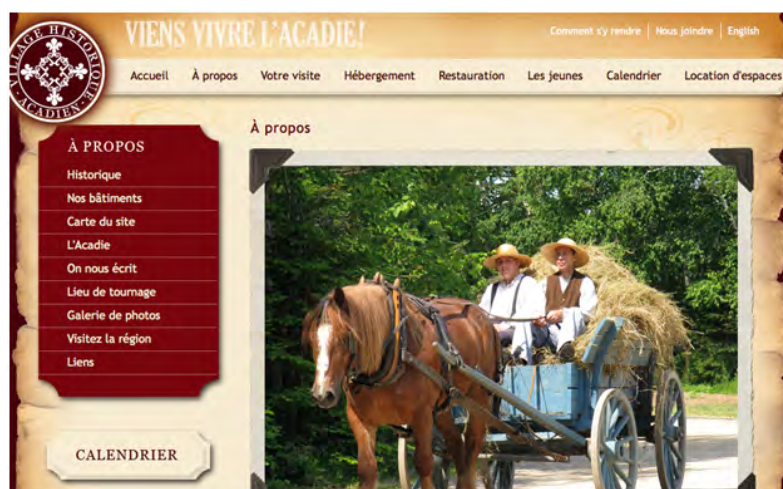 VILLAGE HISTORIQUE ACADIEN
VIENS VIVRE L'ACADIE!
Comment s'y rendre | Nous joindre | English
Accueil À propos Votre visite Hébergement Restauration Les jeunes Calendrier Location d'espaces
À PROPOS
Historique
Nos bâtiments
Carte du site
L'Acadie
On nous écrit
Lieu de tournage
Galerie de photos
Visitez la région
Liens
CALENDRIER
À propos